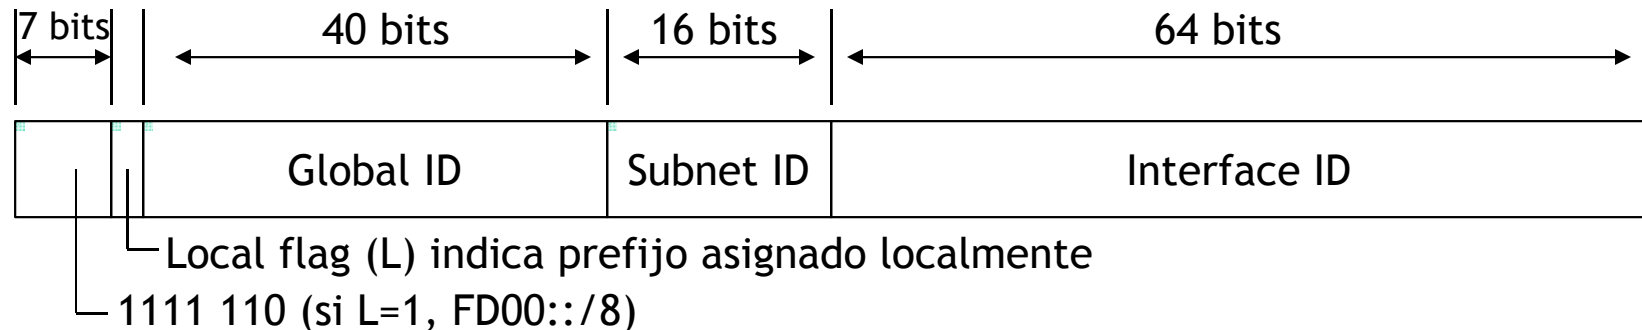 7 bits 40 bits 16 bits 64 bits
Global ID Subnet ID Interface ID
Local flag (L) indica prefijo asignado localmente
1111 110 (si L=1, FD00::/8)